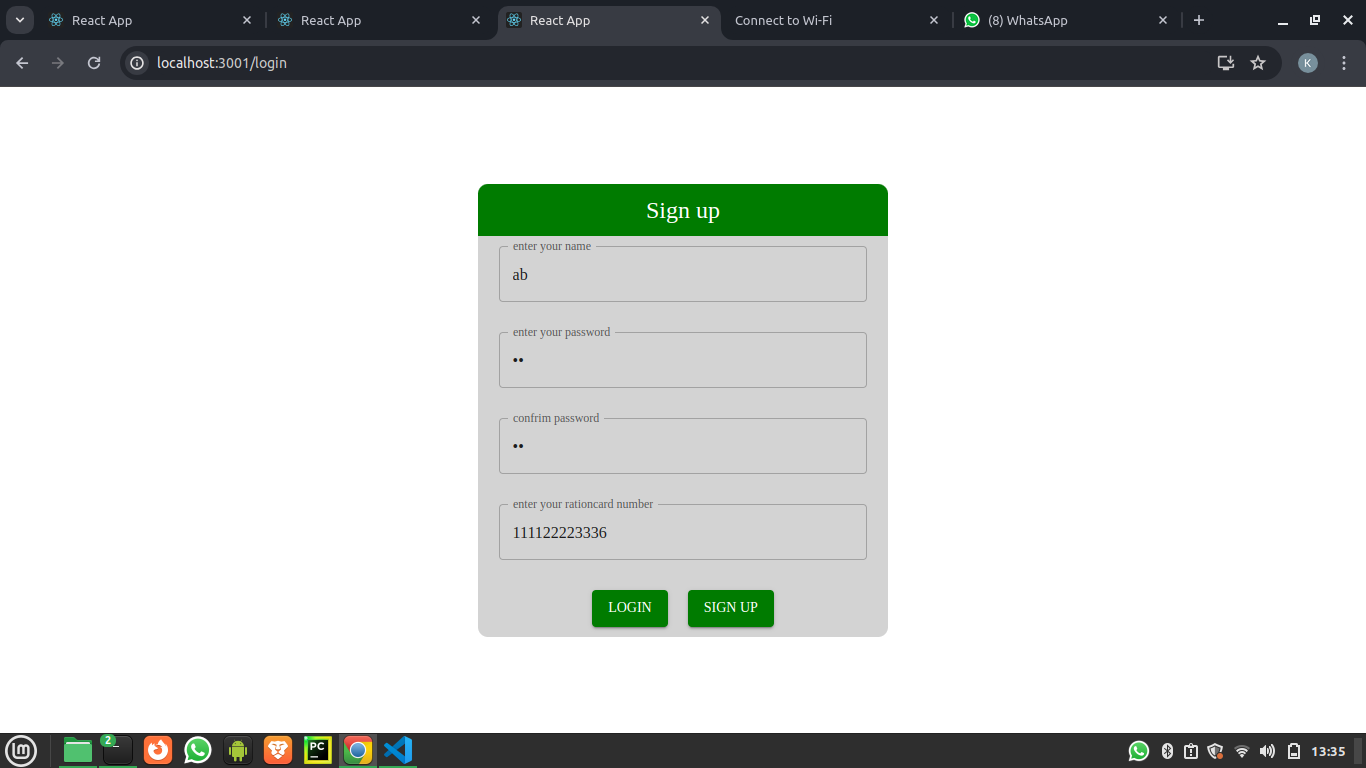 React App
React App
React App
Connect to Wi-Fi
(8) WhatsApp
localhost:3001/login
K
Sign up
enter your name
ab
enter your password
••
confrim password
••
enter your rationcard number
111122223336
LOGIN
SIGN UP
lm
2
PC
13:35